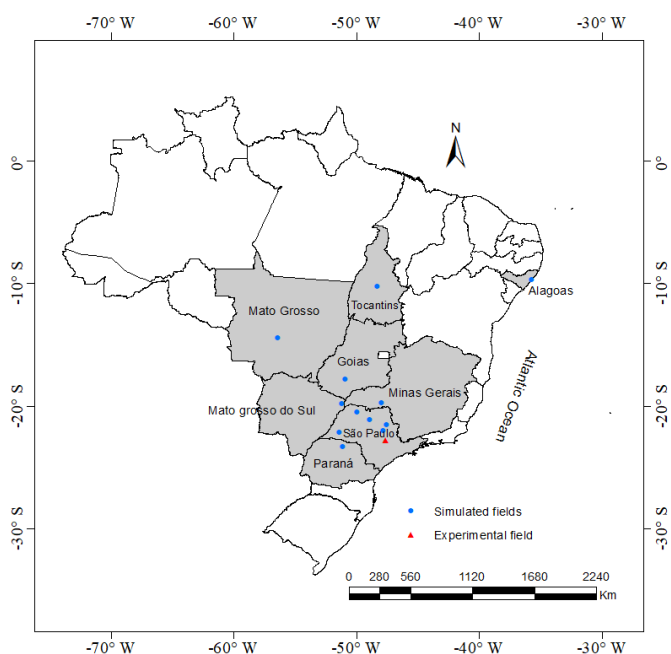 -70° W -60° W -50° W -40° W -30° W
N
0° 0°
Tocantins
10° S 10° S
Alagoas
Mato Grosso
Goias
Minas Gerais
Atlantic Ocean
Mato grosso do Sul
20° S 20° S
São Paulo
Paraná
Simulated fields
-30° S -30° S
Experimental field
0 280 560 1120 1680 2240
Km
-70° W -60° W -50° W -40° W -30° W